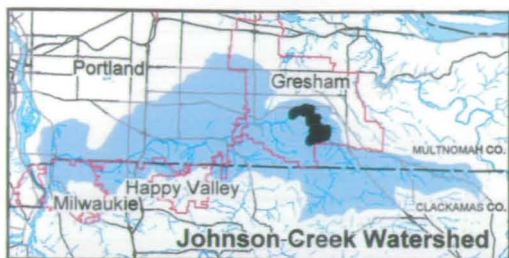 Portland
Gresham
MULTNOMAH CO.
Happy Valley
Milwaukie
CLACKAMAS CO.
Johnson Creek Watershed